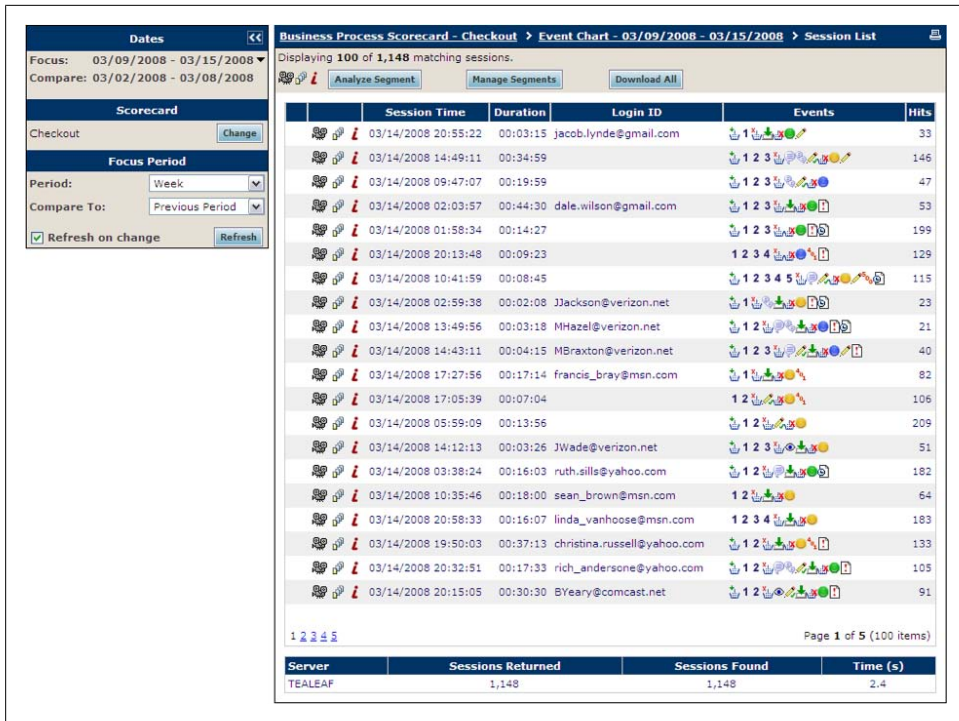 Dates <<
Focus: 03/09/2008 - 03/15/2008
Compare: 03/02/2008 - 03/08/2008
Scorecard
Checkout Change
Focus Period
Period: Week
Compare To: Previous Period
Refresh on change Refresh
Business Process Scorecard - Checkout > Event Chart - 03/09/2008 - 03/15/2008 > Session List
Displaying 100 of 1,148 matching sessions.
i Analyze Segment Manage Segments Download All
Session Time Duration Login ID Events Hits
i 03/14/2008 20:55:22 00:03:15 jacob.lynde@gmail.com 1 33
i 03/14/2008 14:49:11 00:34:59 1 2 3 146
i 03/14/2008 09:47:07 00:19:59 1 2 3 47
i 03/14/2008 02:03:57 00:44:30 dale.wilson@gmail.com 1 2 3 53
i 03/14/2008 01:58:34 00:14:27 1 2 3 199
i 03/14/2008 20:13:48 00:09:23 1 2 3 4 129
i 03/14/2008 10:41:59 00:08:45 1 2 3 4 5 115
i 03/14/2008 02:59:38 00:02:08 JJackson@verizon.net 1 23
i 03/14/2008 13:49:56 00:03:18 MHazel@verizon.net 1 2 21
i 03/14/2008 14:43:11 00:04:15 MBraxton@verizon.net 1 2 3 40
i 03/14/2008 17:27:56 00:17:14 francis_bray@msn.com 1 82
i 03/14/2008 17:05:39 00:07:04 1 2 106
i 03/14/2008 05:59:09 00:13:56 1 2 209
i 03/14/2008 14:12:13 00:03:26 JWade@verizon.net 1 2 3 51
i 03/14/2008 03:38:24 00:16:03 ruth.sills@yahoo.com 1 2 182
i 03/14/2008 10:35:46 00:18:00 sean_brown@msn.com 1 2 64
i 03/14/2008 20:58:33 00:16:07 linda_vanhoose@msn.com 1 2 3 4 183
i 03/14/2008 19:50:03 00:37:13 christina.russell@yahoo.com 1 2 133
i 03/14/2008 20:32:51 00:17:33 rich_andersone@yahoo.com 1 2 105
i 03/14/2008 20:15:05 00:30:30 BYeary@comcast.net 1 2 91
1 2 3 4 5 Page 1 of 5 (100 items)
Server Sessions Returned Sessions Found Time (s)
TEALEAF 1,148 1,148 2.4